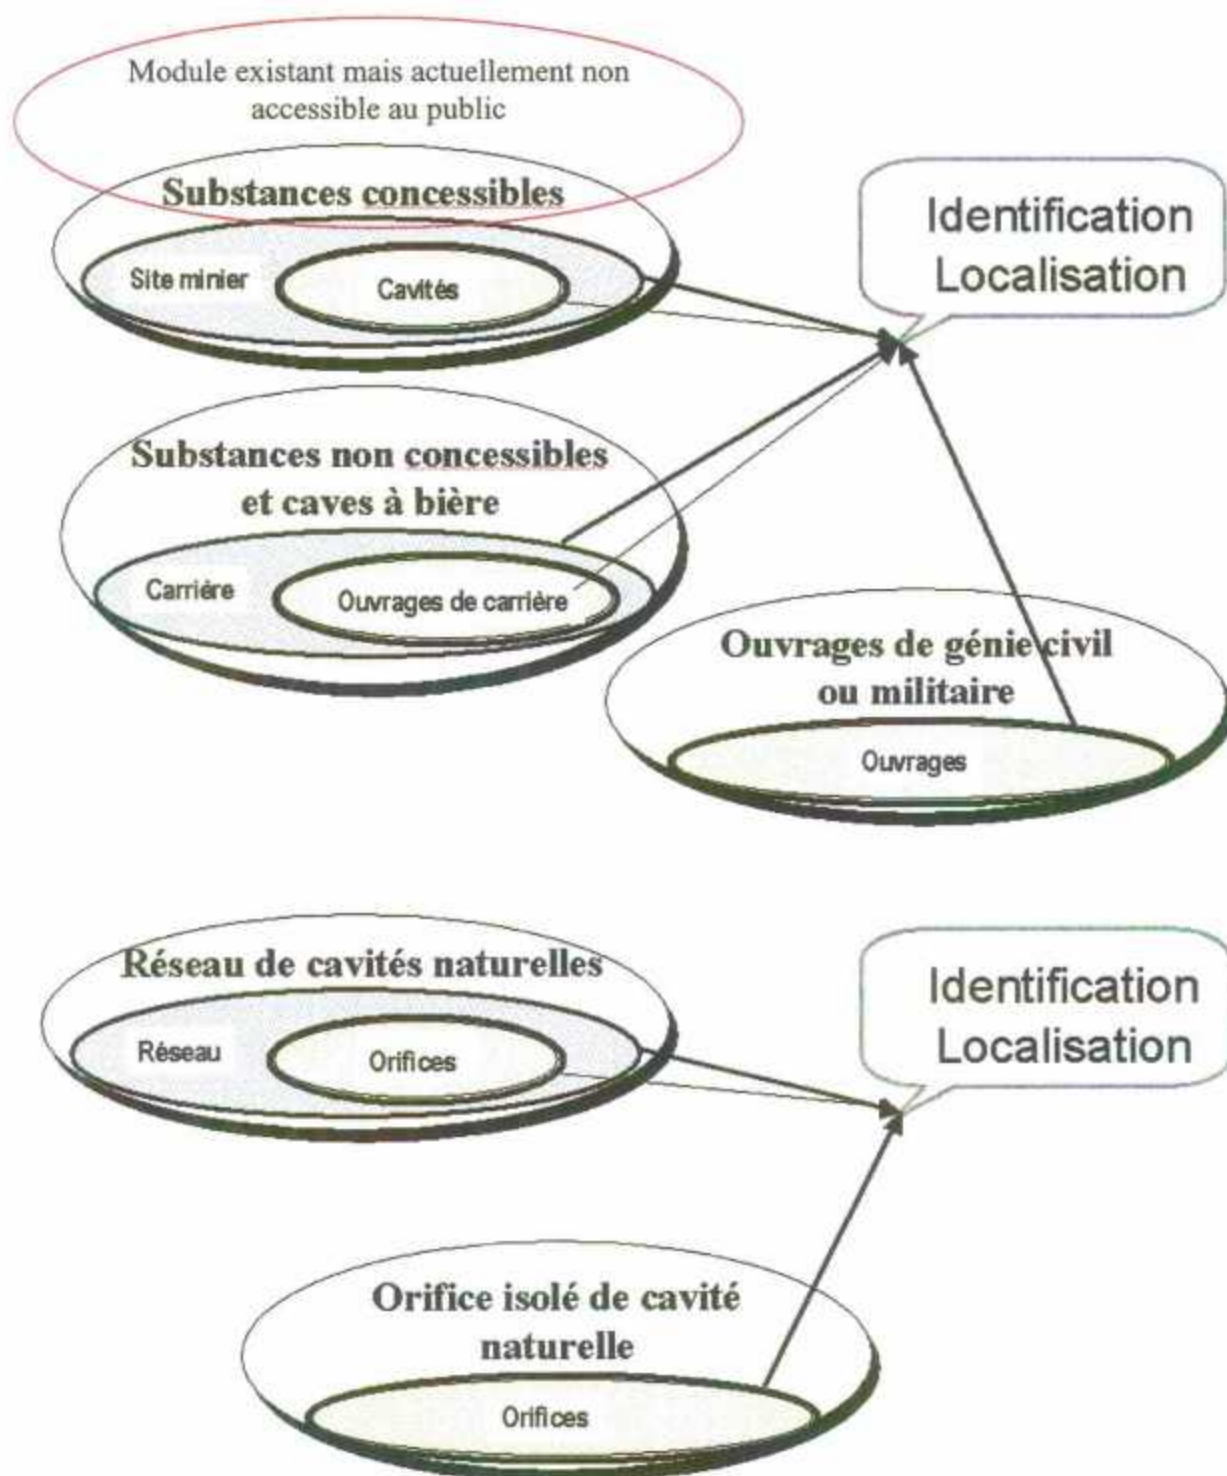 Module existant mais actuellement non
accessible au public
Substances concessibles
Site minier
Cavités
Identification
Localisation
Substances non concessibles
et caves à bière
Carrière
Ouvrages de carrière
Ouvrages de génie civil
ou militaire
Ouvrages
Réseau de cavités naturelles
Réseau
Orifices
Identification
Localisation
Orifice isolé de cavité
naturelle
Orifices